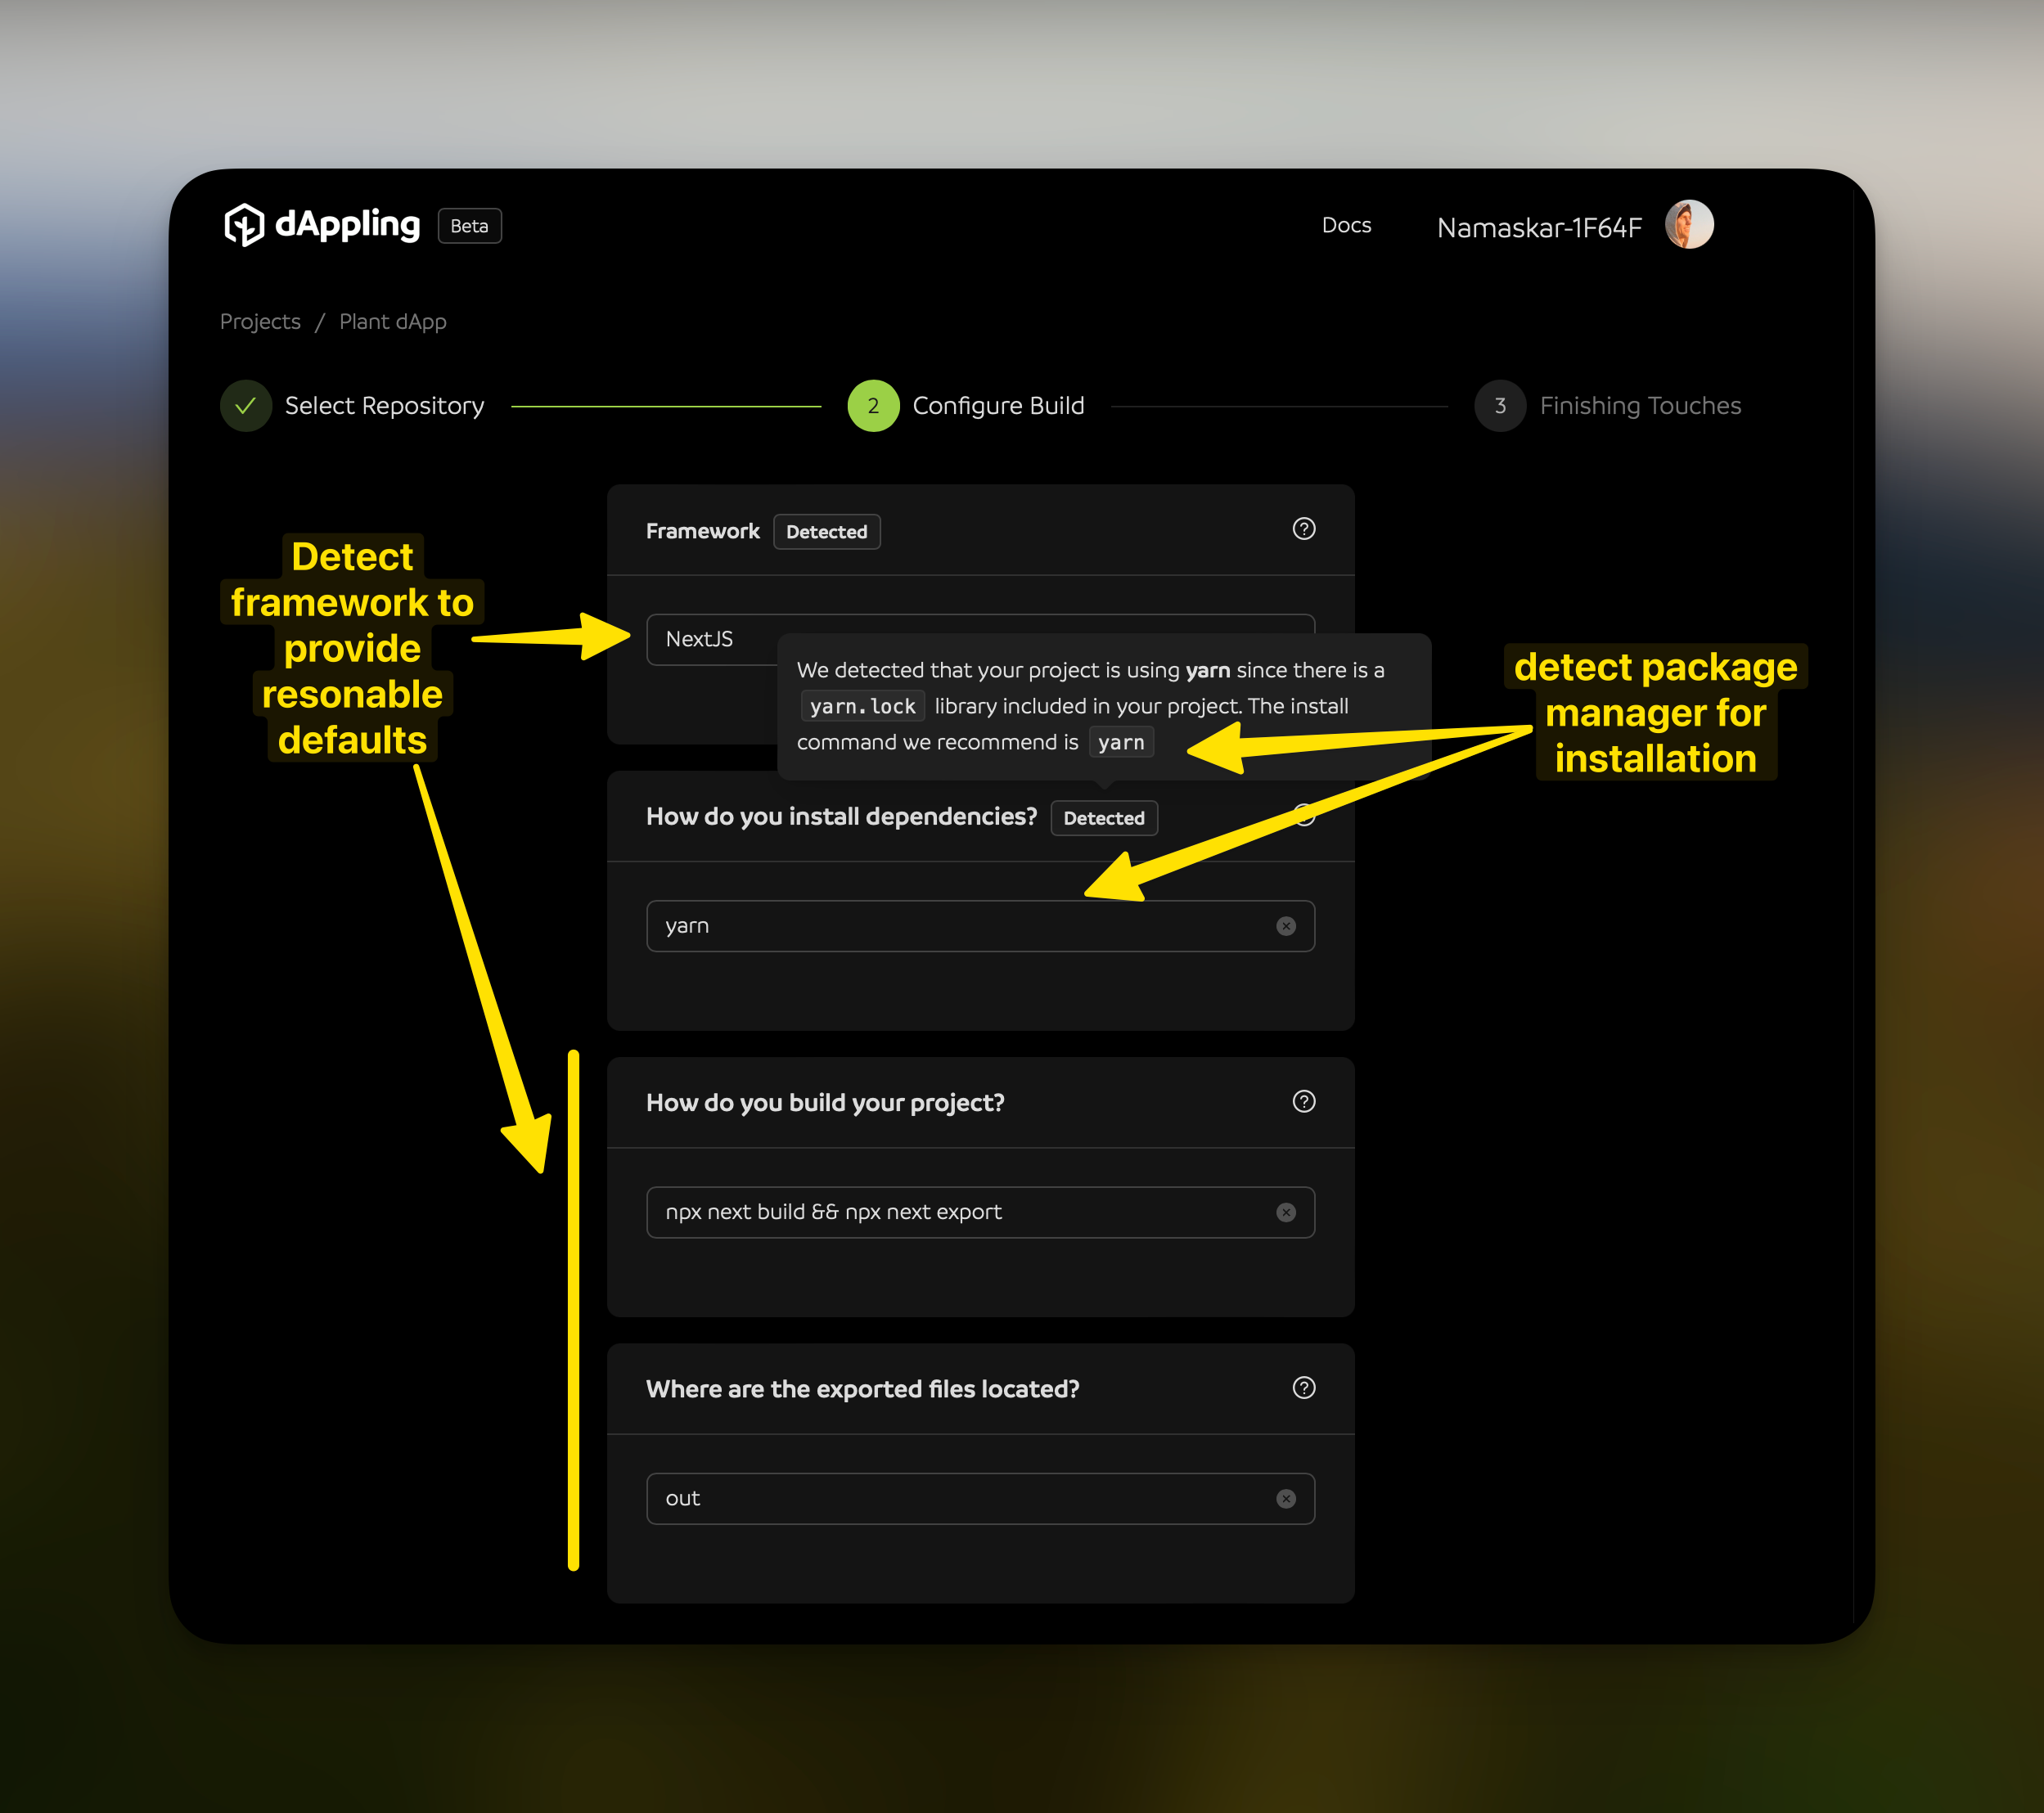 dAppling
Beta
Docs
Namaskar-1F64F
Projects / Plant dApp
Select Repository
2
Configure Build
3
Finishing Touches
Framework
Detected
Detect
framework to
provide
resonable
defaults
NextJS
We detected that your project is using yarn since there is a
yarn.lock library included in your project. The install
command we recommend is yarn
detect package
manager for
installation
How do you install dependencies?
Detected
yarn
How do you build your project?
npx next build && npx next export
Where are the exported files located?
out